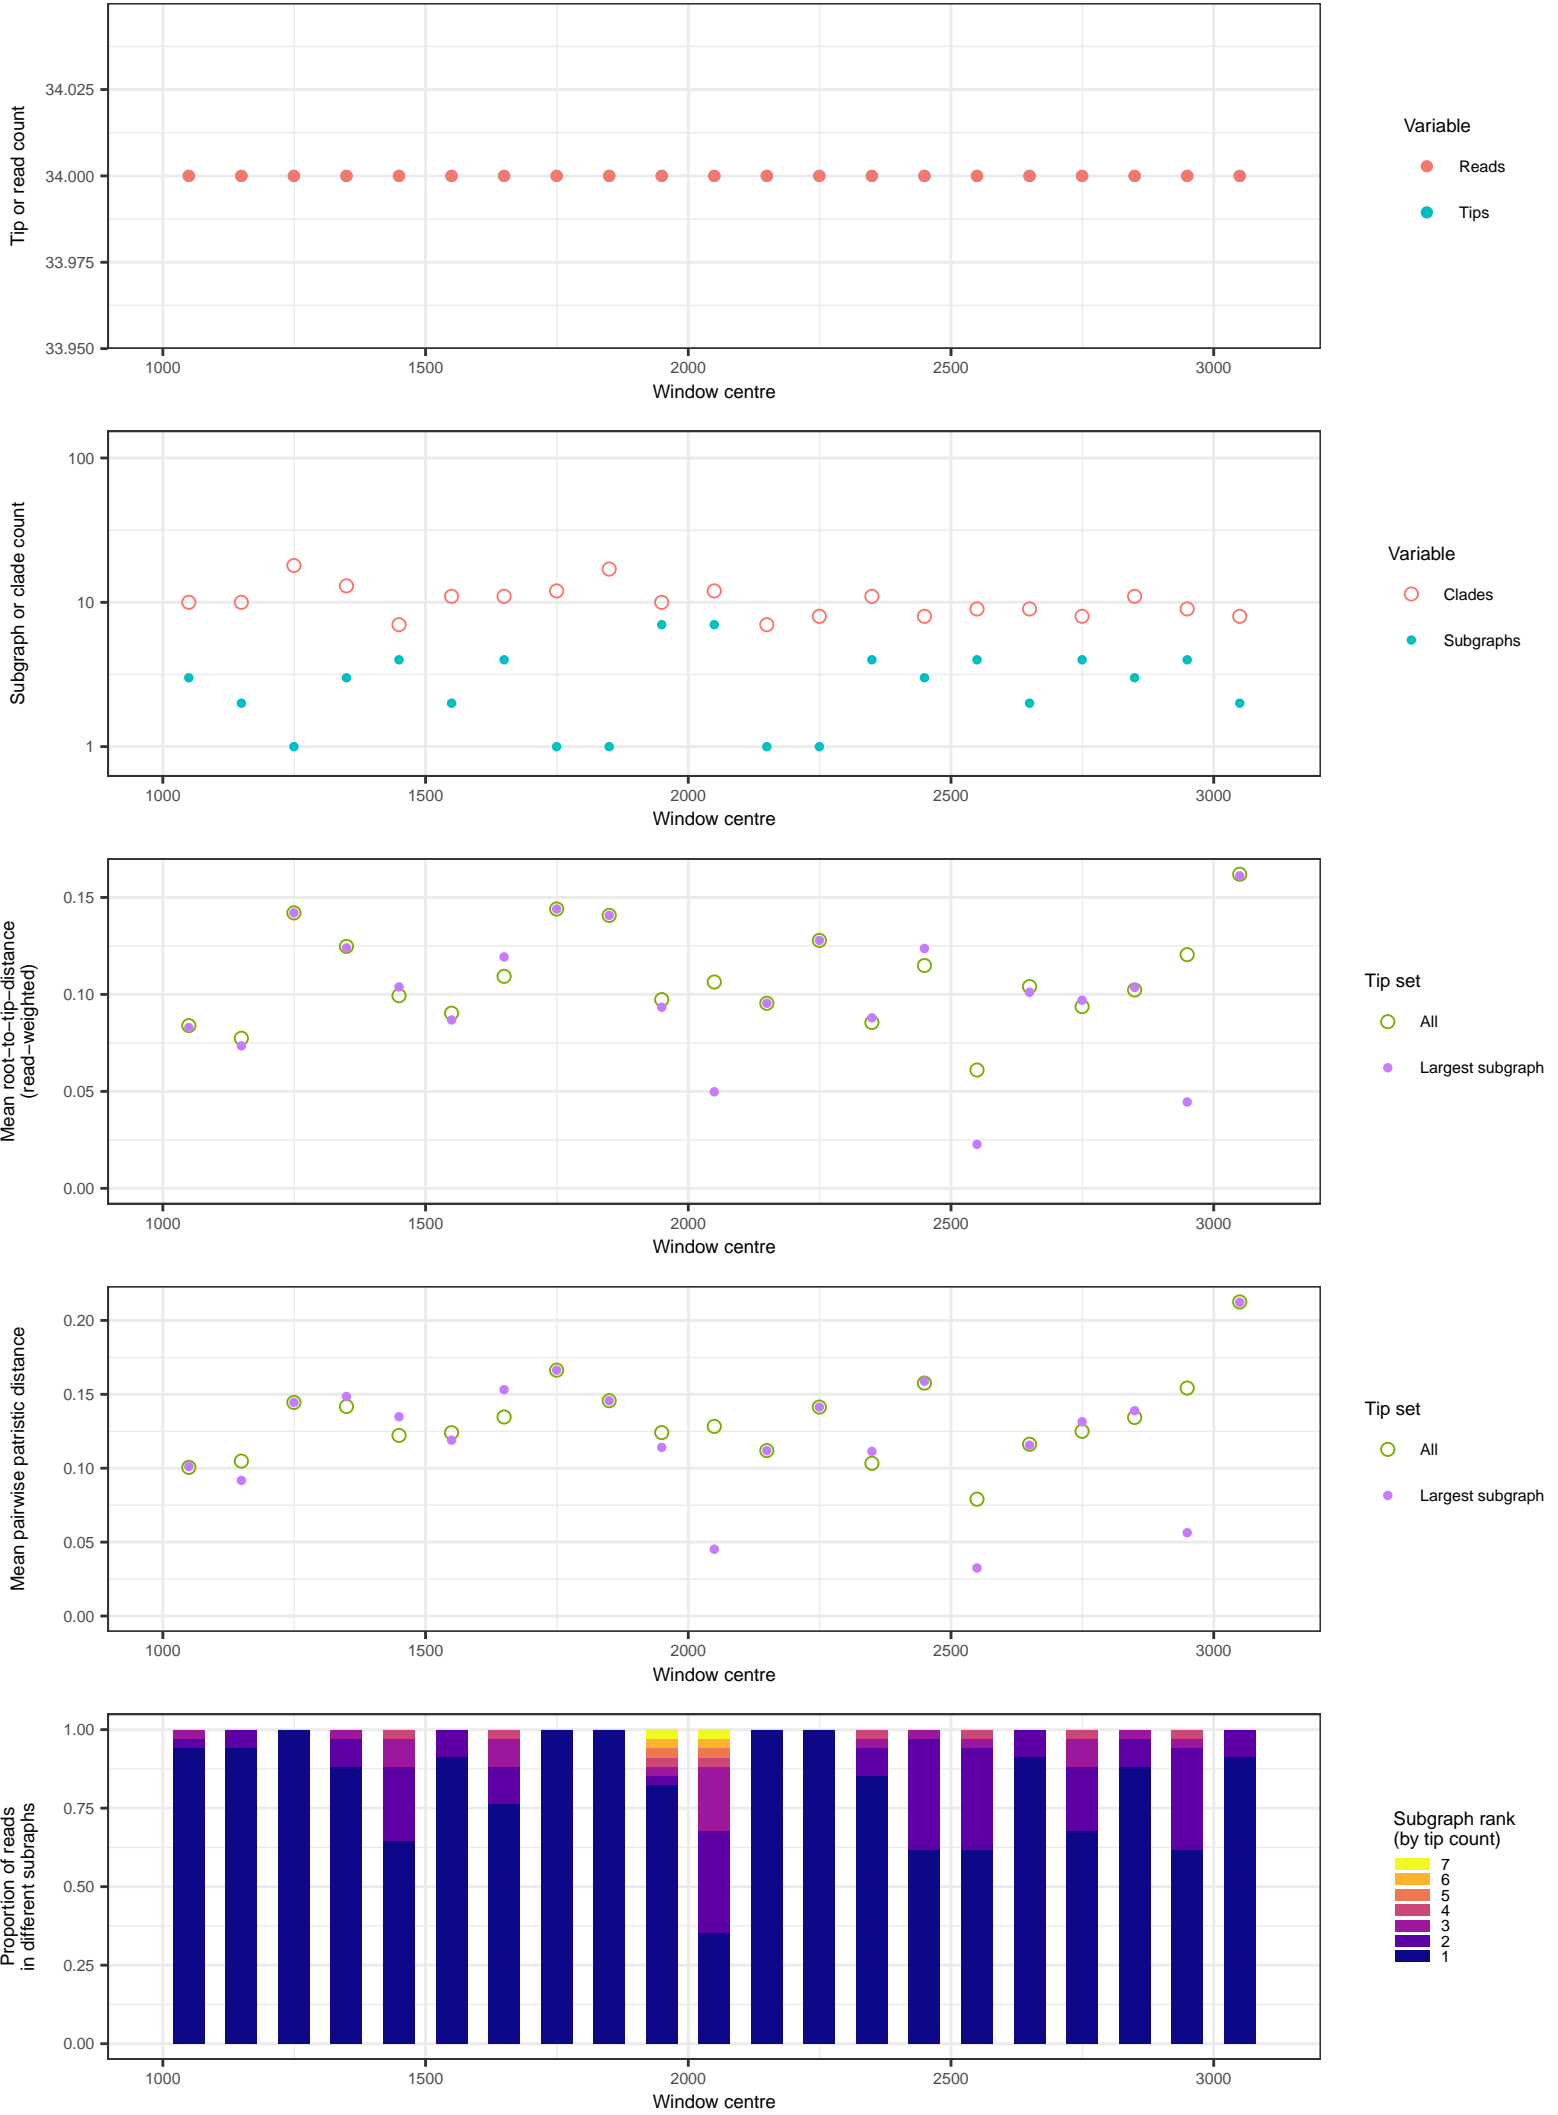 34.025
34.000
33.975
33.950
Tip or read count
1000 1500 2000 2500 3000
Window centre
Variable
Reads
Tips
100
10
1
Subgraph or clade count
1000 1500 2000 2500 3000
Window centre
Variable
Clades
Subgraphs
0.15
0.10
0.05
0.00
Mean root−to−tip−distance
(read−weighted)
1000 1500 2000 2500 3000
Window centre
Tip set
All
Largest subgraph
0.20
0.15
0.10
0.05
0.00
Mean pairwise patristic distance
1000 1500 2000 2500 3000
Window centre
Tip set
All
Largest subgraph
1.00
0.75
0.50
0.25
0.00
Proportion of reads
in different subraphs
1000 1500 2000 2500 3000
Window centre
Subgraph rank
(by tip count)
7
6
5
4
3
2
1